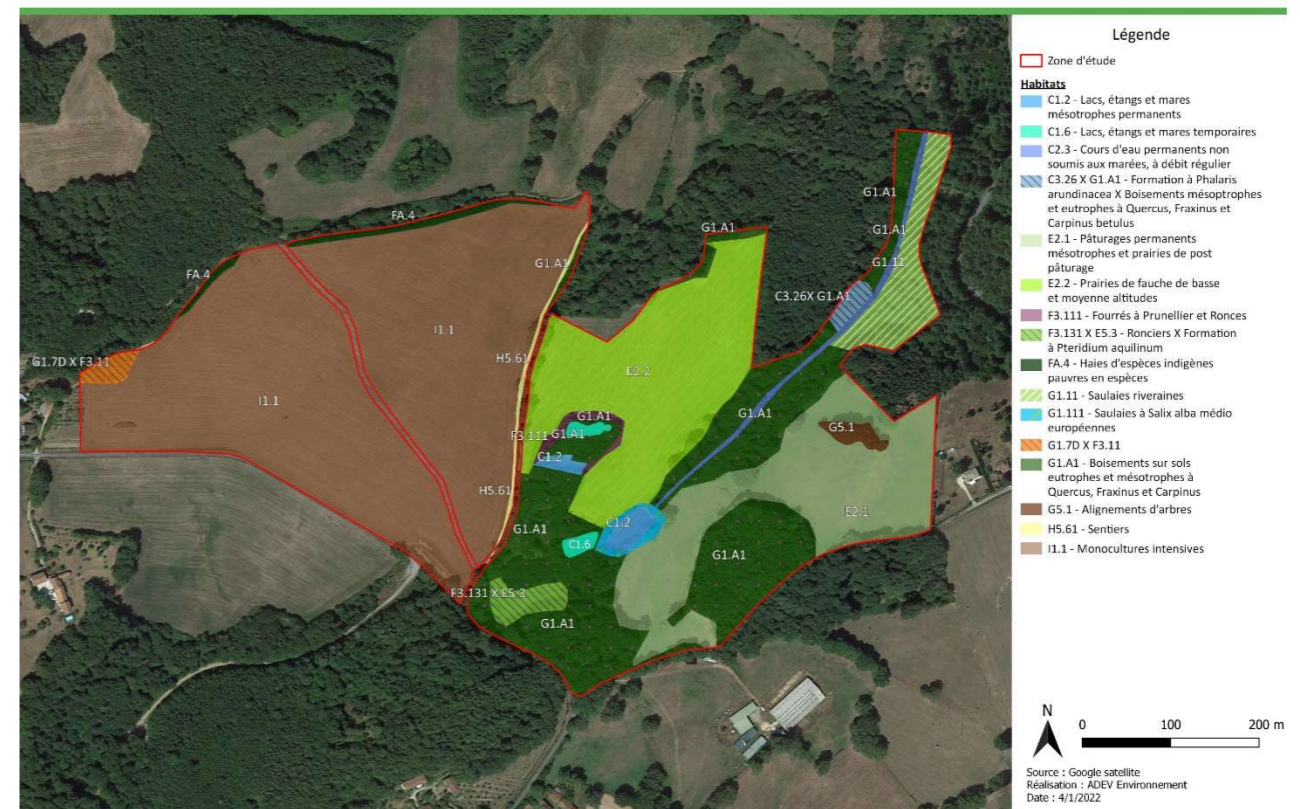 Légende
Zone d'étude
Habitats
C1.2 - Lacs, étangs et mares
mésotrophes permanents
C1.6 - Lacs, étangs et mares temporaires
C2.3 - Cours d'eau permanents non
soumis aux marées, à débit régulier
C3.26 X G1.A1 - Formation à Phalaris
arundinacea X Boisements mésoptrophes
et eutrophes à Quercus, Fraxinus et
Carpinus betulus
E2.1 - Pâturages permanents
mésotrophes et prairies de post
pâturage
E2.2 - Prairies de fauche de basse
et moyenne altitudes
F3.111 - Fourrés à Prunellier et Ronces
F3.131 X E5.3 - Ronciers X Formation
à Pteridium aquilinum
FA.4 - Haies d'espèces indigènes
pauvres en espèces
G1.11 - Saulaies riveraines
G1.111 - Saulaies à Salix alba médio
européennes
G1.7D X F3.11
G1.A1 - Boisements sur sols
eutrophes et mésotrophes à
Quercus, Fraxinus et Carpinus
G5.1 - Alignements d'arbres
H5.61 - Sentiers
I1.1 - Monocultures intensives
G1.A1
FA.4
G1.A1
G1.A1
G1.A1
G1.11
FA.4
C3.26X G1.A1
I1.1
H5.61
G1.7D X F3.11
E2.2
I1.1
G1.A1
G1.A1
F3.111
G1.A1
G5.1
C1.2
H5.61
E2.1
G1.A1
C1.2
C1.6
G1.A1
F3.131 X E5.3
G1.A1
N
0 100 200 m
Source : Google satellite
Réalisation : ADEV Environnement
Date : 4/1/2022